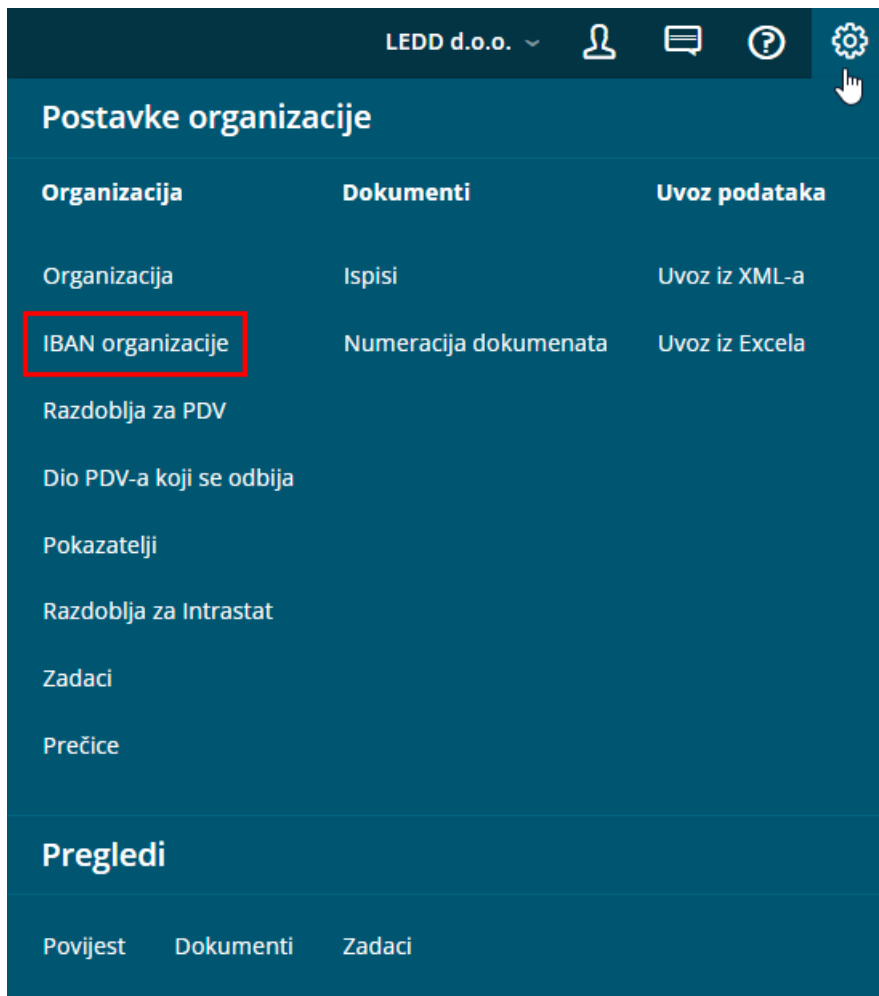 LEDD d.o.o.
Postavke organizacije
Organizacija Dokumenti Uvoz podataka
Organizacija Ispisi Uvoz iz XML-a
IBAN organizacije Numeracija dokumenata Uvoz iz Excela
Razdoblja za PDV
Dio PDV-a koji se odbija
Pokazatelji
Razdoblja za Intrastat
Zadaci
Prečice
Pregledi
Povijest Dokumenti Zadaci